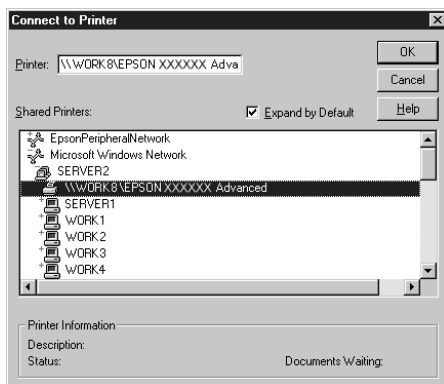 Connect to Printer
Printer: \\WORK8\EPSON XXXXXX Adva
OK
Cancel
Help
Shared Printers:
Expand by Default
EpsonPeripheralNetwork
Microsoft Windows Network
SERVER2
\\WORK8\EPSON XXXXXX Advanced
SERVER1
WORK1
WORK2
WORK3
WORK4
Printer Information
Description:
Status: Documents Waiting: